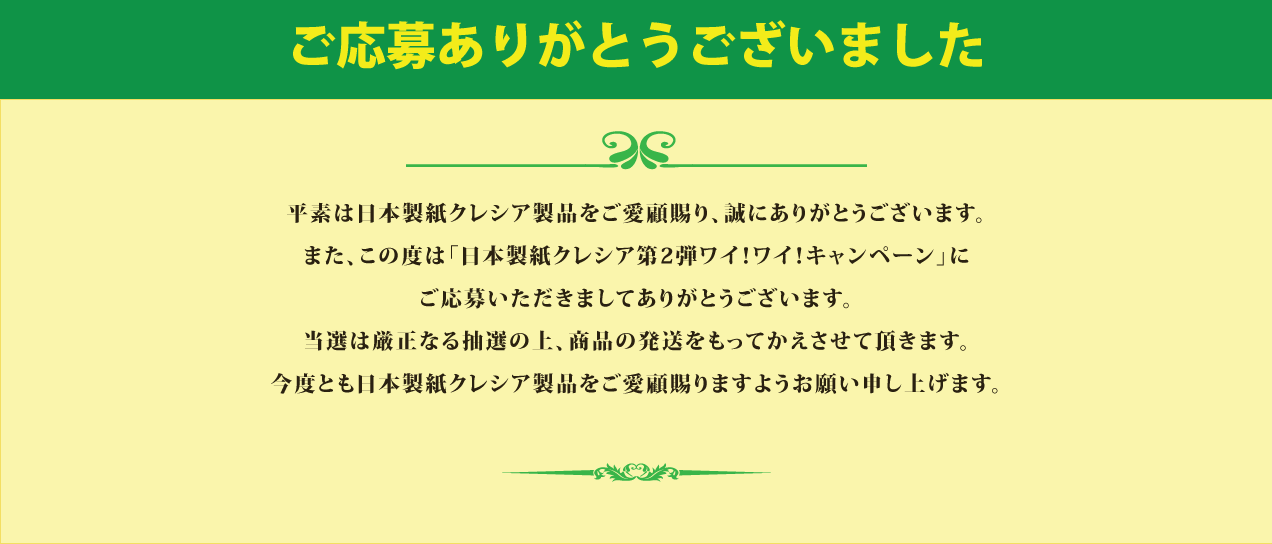 ご応募ありがとうございました
平素は日本製紙クレシア製品をご愛顧賜り、誠にありがとうございます。
また、この度は「日本製紙クレシア第2弾ワイ!ワイ!キャンペーン」に
ご応募いただきましてありがとうございます。
当選は厳正なる抽選の上、商品の発送をもってかえさせて頂きます。
今度とも日本製紙クレシア製品をご愛顧賜りますようお願い申し上げます。